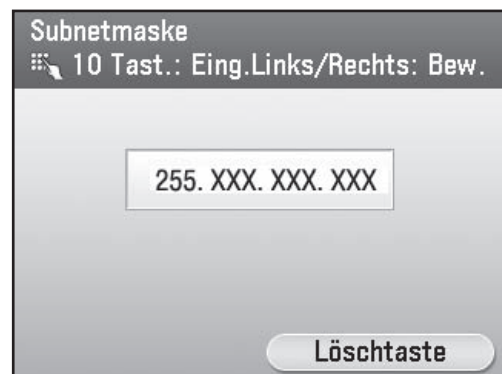 Subnetmaske
10 Tast.: Eing.Links/Rechts: Bew.
255. XXX. XXX. XXX
Löschtaste